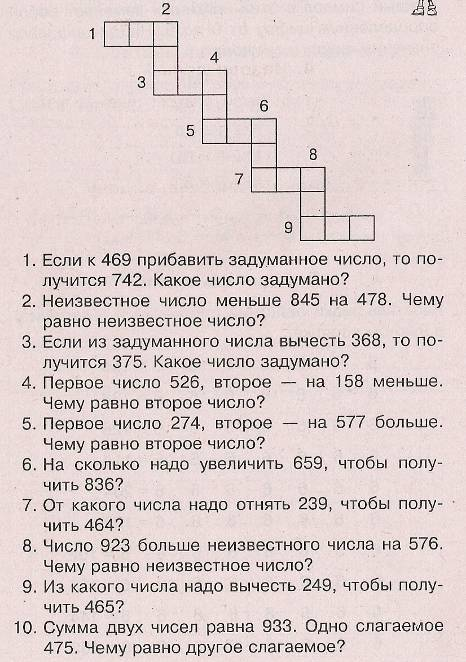 2
1
4
3
6
5
8
7
9
1. Если к 469 прибавить задуманное число, то по-
лучится 742. Какое число задумано?
2. Неизвестное число меньше 845 на 478. Чему
равно неизвестное число?
3. Если из задуманного числа вычесть 368, то по-
лучится 375. Какое число задумано?
4. Первое число 526, второе — на 158 меньше.
Чему равно второе число?
5. Первое число 274, второе — на 577 больше.
Чему равно второе число?
6. На сколько надо увеличить 659, чтобы полу-
чить 836?
7. От какого числа надо отнять 239, чтобы полу-
чить 464?
8. Число 923 больше неизвестного числа на 576.
Чему равно неизвестное число?
9. Из какого числа надо вычесть 249, чтобы полу-
чить 465?
10. Сумма двух чисел равна 933. Одно слагаемое
475. Чему равно другое слагаемое?